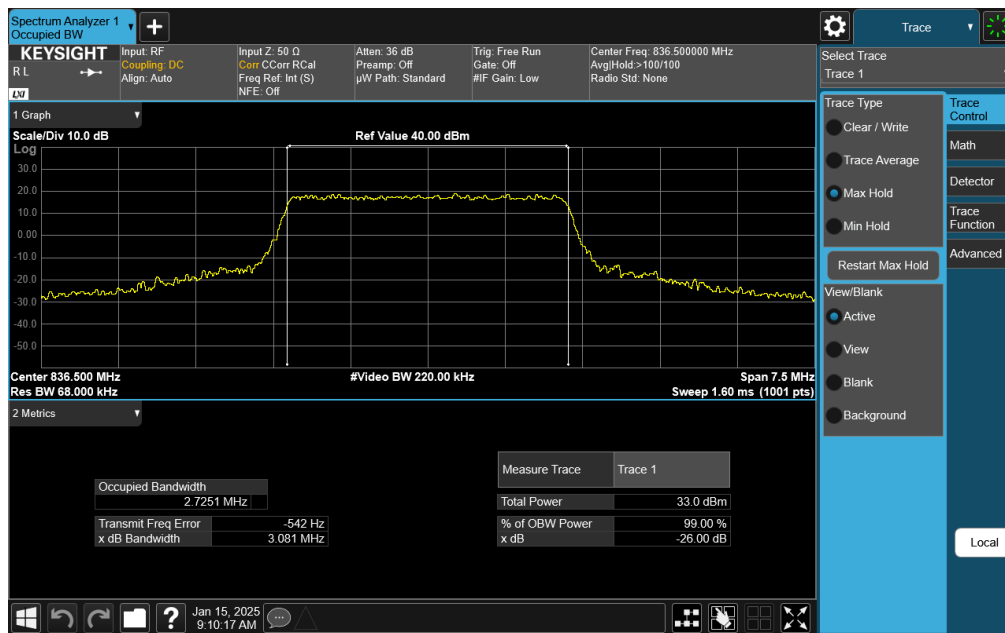 Spectrum Analyzer 1
Occupied BW
Trace
KEYSIGHT
R L
LXI
Input: RF
Coupling: DC
Align: Auto
Input Z: 50 Ω
Corr CCorr RCal
Freq Ref: Int (S)
NFE: Off
Atten: 36 dB
Preamp: Off
µW Path: Standard
Trig: Free Run
Gate: Off
#IF Gain: Low
Center Freq: 836.500000 MHz
Avg|Hold:>100/100
Radio Std: None
1 Graph
Scale/Div 10.0 dB
Ref Value 40.00 dBm
Log
30.0
20.0
10.0
0.00
-10.0
-20.0
-30.0
-40.0
-50.0
Center 836.500 MHz
#Video BW 220.00 kHz
Span 7.5 MHz
Res BW 68.000 kHz
Sweep 1.60 ms (1001 pts)
2 Metrics
Occupied Bandwidth
2.7251 MHz
Transmit Freq Error -542 Hz
x dB Bandwidth 3.081 MHz
Measure Trace Trace 1
Total Power 33.0 dBm
% of OBW Power 99.00 %
x dB -26.00 dB
Select Trace
Trace 1
Trace Type
Clear / Write
Trace Average
Max Hold
Min Hold
Restart Max Hold
View/Blank
Active
View
Blank
Background
Trace
Control
Math
Detector
Trace
Function
Advanced
Local
?
Jan 15, 2025
9:10:17 AM